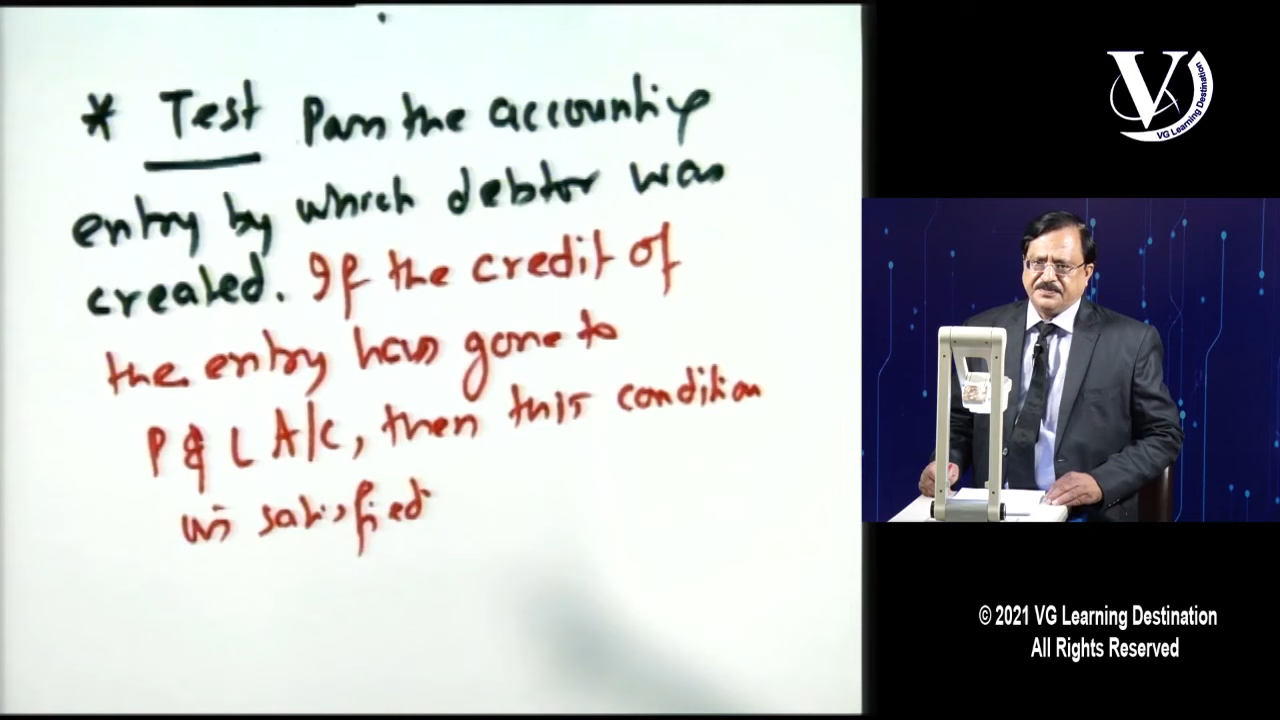 * Test Pass the accounting
entry by which debtor was
created. If the credit of
the entry has gone to
P & L A/C, then this condition
is satisfied
V
VG Learning Destination
© 2021 VG Learning Destination
All Rights Reserved